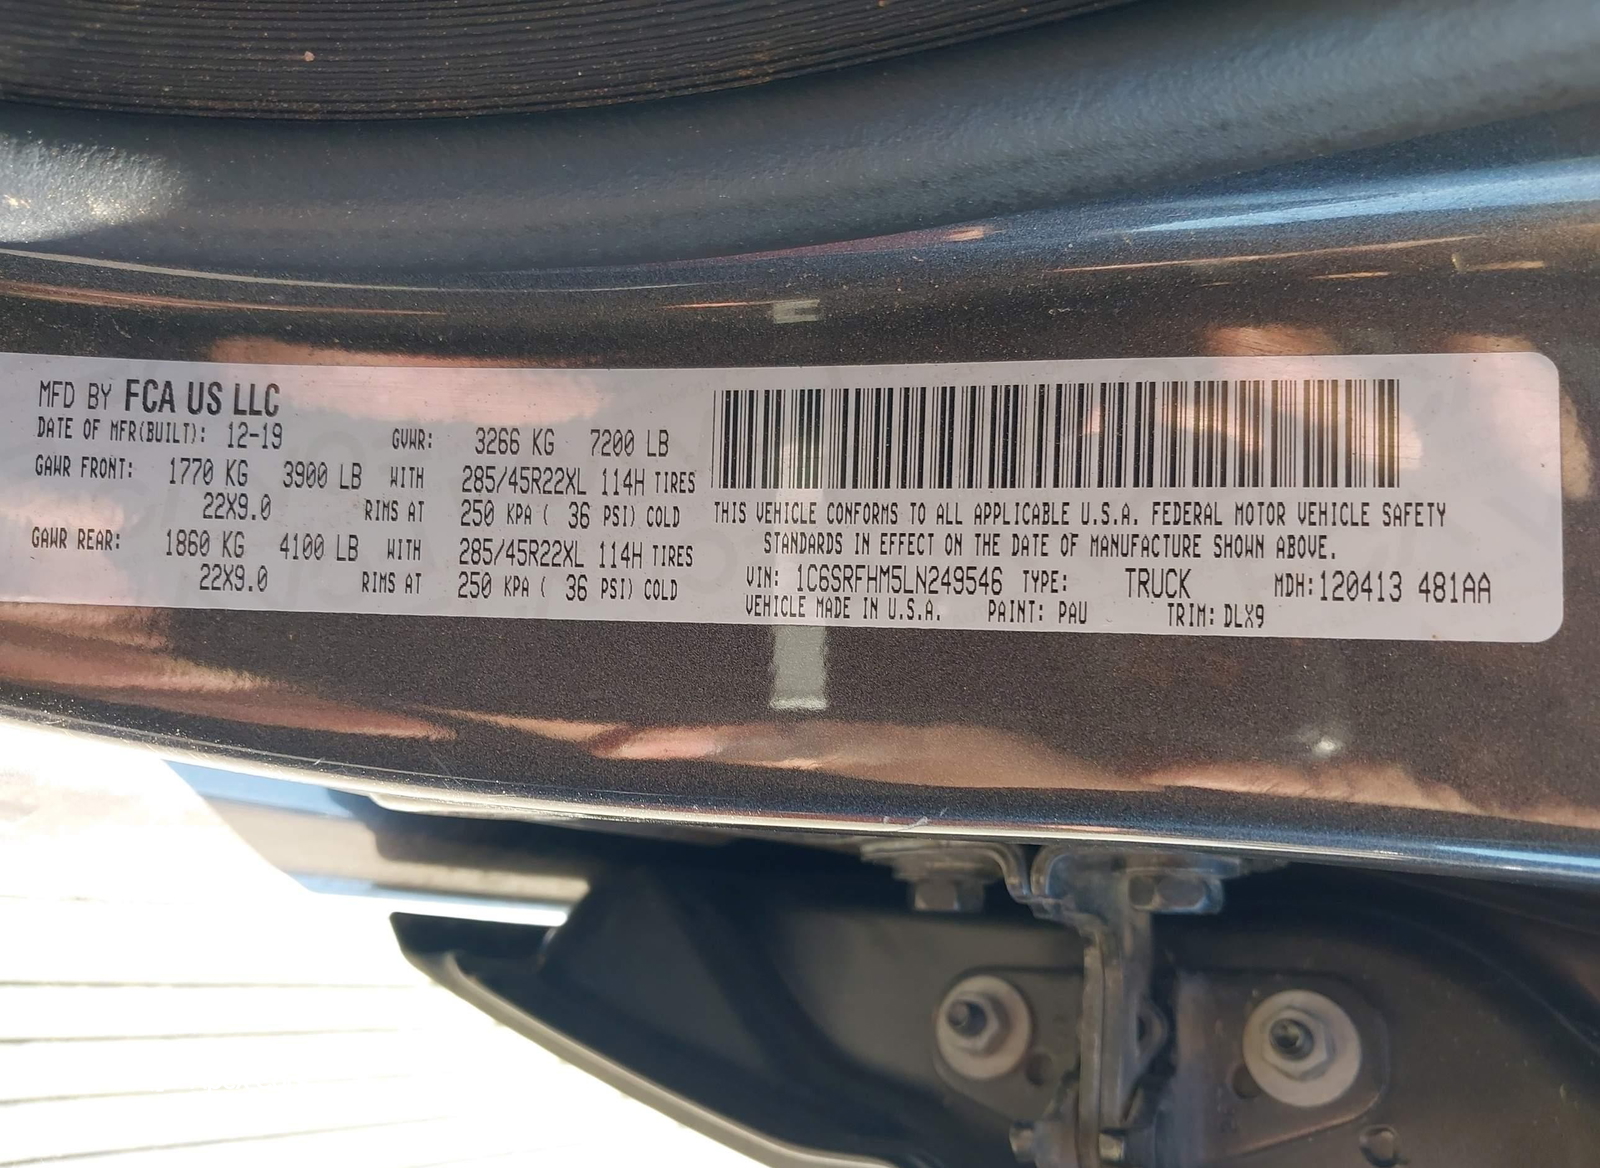 MFD BY FCA US LLC
DATE OF MFR(BUILT): 12-19 GVWR: 3266 KG 7200 LB
GAWR FRONT: 1770 KG 3900 LB WITH 285/45R22XL 114H TIRES
22X9.0 RIMS AT 250 KPA ( 36 PSI) COLD
GAWR REAR: 1860 KG 4100 LB WITH 285/45R22XL 114H TIRES
22X9.0 RIMS AT 250 KPA ( 36 PSI) COLD
THIS VEHICLE CONFORMS TO ALL APPLICABLE U.S.A. FEDERAL MOTOR VEHICLE SAFETY
STANDARDS IN EFFECT ON THE DATE OF MANUFACTURE SHOWN ABOVE.
VIN: 1C6SRFHM5LN249546 TYPE: TRUCK MDH:120413 481AA
VEHICLE MADE IN U.S.A. PAINT: PAU TRIM: DLX9